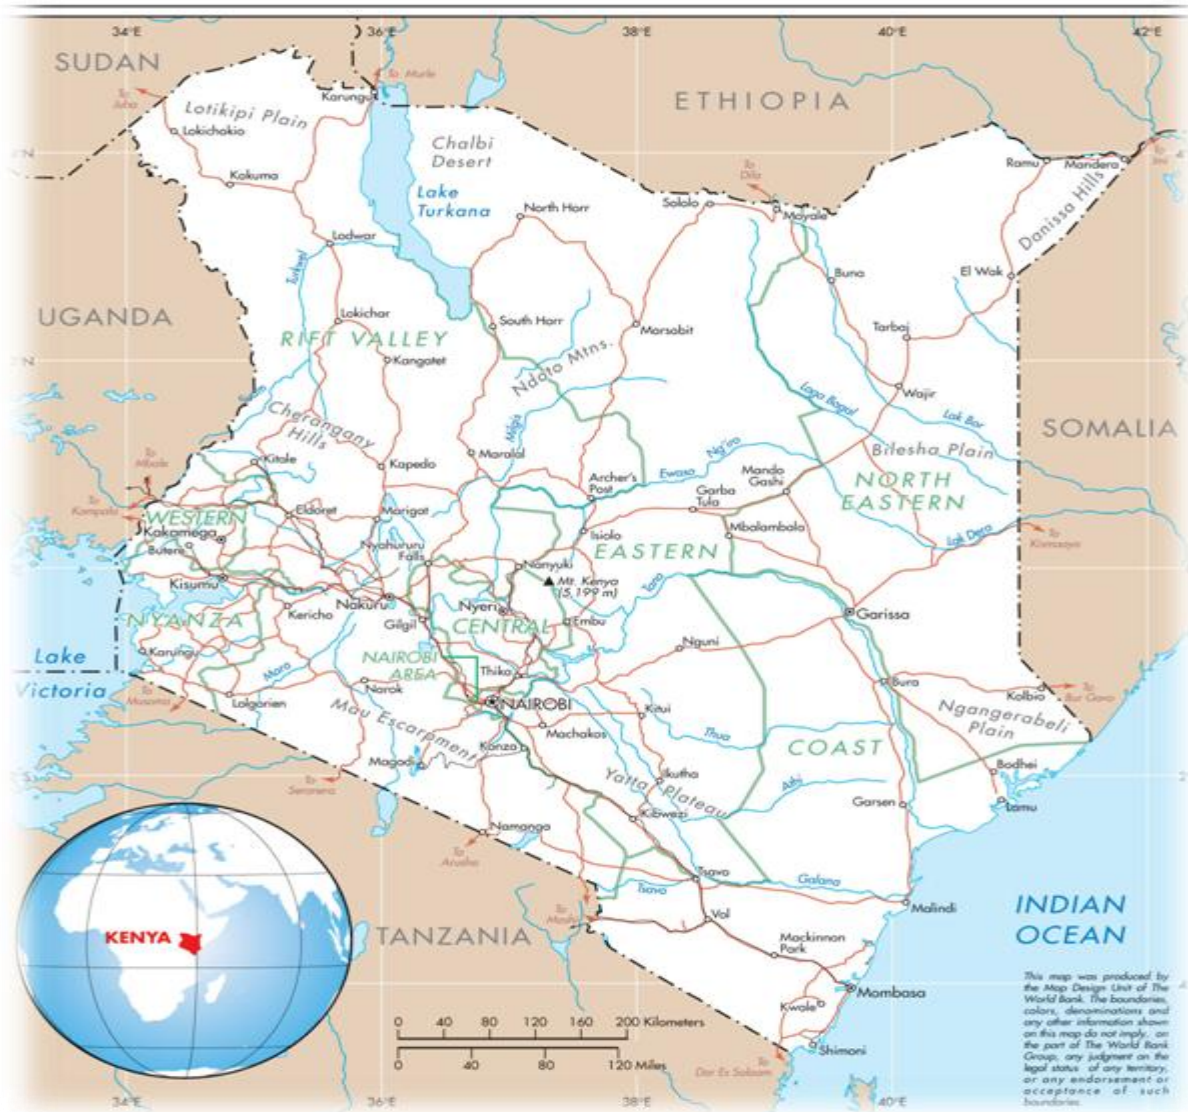 34°E
36°E
38°E
40°E
42°E
SUDAN
To Murle
To
Juba
Karungu
Lotikipi Plain
Lokichokio
ETHIOPIA
Chalbi
Desert
Kokuma
Lake
Turkana
North Horr
Sololo
To
Dila
Moyale
Ramu
Mandera
To
Danissa Hills
Lodwar
Turkwel
Buna
El Wak
UGANDA
Lokichar
RIFT VALLEY
South Horr
Marsabit
Tarbaj
Kangatet
Ndoto Mtns.
Wajir
Laga Bogal
Lak Bor
Cherangany
Hills
Milgis
SOMALIA
Bilesha Plain
To
Mbale
Kitale
Kapedo
Maralal
Ewaso Ng'iro
Mando
Gashi
NORTH
EASTERN
Archer's
Post
Garba
Tula
To
Kampala
WESTERN
Eldoret
Marigat
Mbalambala
Lak Dera
To
Kismaayo
Kakamega
Butere
Nyahururu
Falls
Isiolo
EASTERN
Nanyuki
Mt. Kenya
(5,199 m)
Tana
Kisumu
Nakuru
Nyeri
Kericho
Gilgil
NYANZA
CENTRAL
Embu
Garissa
Karungu
Nguni
NAIROBI
AREA
Thika
Lake
Victoria
Mara
To
Musoma
Narok
Lolgorien
NAIROBI
Kitui
Bura
Kolbio
To
Bur Gavo
Ngangerabeli
Plain
Mau Escarpment
Machakos
Thua
COAST
Konza
Magadi
To
Seronera
Yatta Plateau
Ikutha
Athi
Bodhei
Lamu
Garsen
Kibwezi
Namanga
To
Arusha
Tsavo
Tsavo
Galana
Malindi
INDIAN
OCEAN
To
Moshi
Voi
KENYA
TANZANIA
Mackinnon
Park
Mombasa
Kwale
Shimoni
To
Dar Es Salaam
0 40 80 120 160 200 Kilometers
0 40 80 120 Miles
This map was produced by
the Map Design Unit of The
World Bank. The boundaries,
colors, denominations and
any other information shown
on this map do not imply, on
the part of The World Bank
Group, any judgment on the
legal status of any territory,
or any endorsement or
acceptance of such
boundaries.
34°E
36°E
38°E
40°E